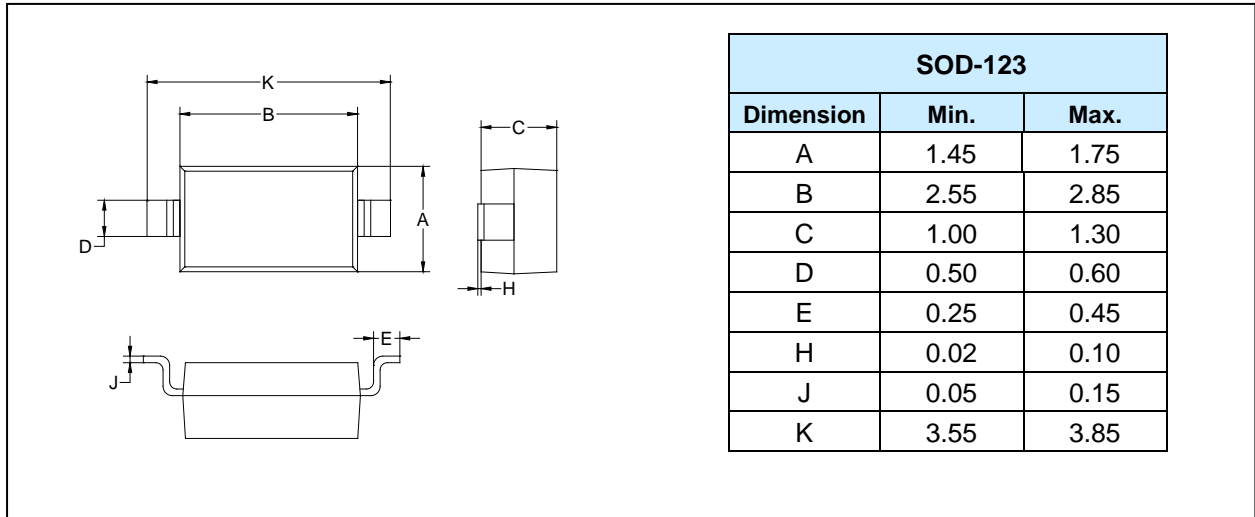 K
B
C
A
D
H
E
J
SOD-123
Dimension Min. Max.
A 1.45 1.75
B 2.55 2.85
C 1.00 1.30
D 0.50 0.60
E 0.25 0.45
H 0.02 0.10
J 0.05 0.15
K 3.55 3.85